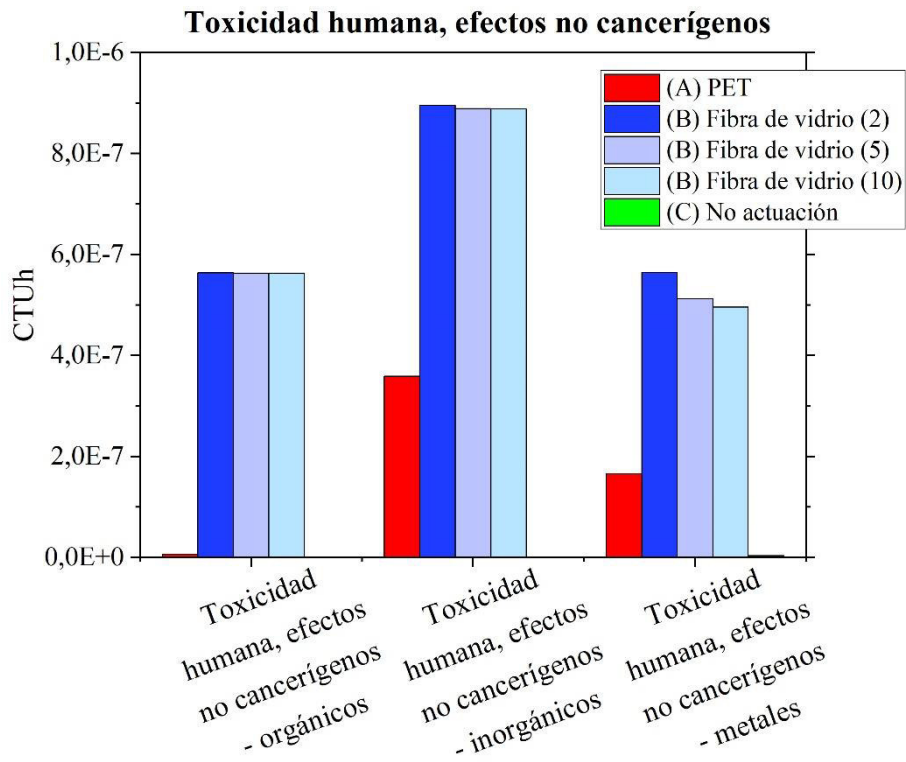 Toxicidad humana, efectos no cancerígenos
1,0E-6
8,0E-7
6,0E-7
4,0E-7
2,0E-7
0,0E+0
CTUh
(A) PET
(B) Fibra de vidrio (2)
(B) Fibra de vidrio (5)
(B) Fibra de vidrio (10)
(C) No actuación
Toxicidad
humana, efectos
no cancerígenos
- orgánicos
Toxicidad
humana, efectos
no cancerígenos
- inorgánicos
Toxicidad
humana, efectos
no cancerígenos
- metales